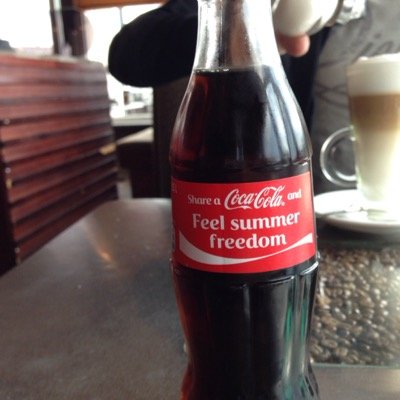 Share a Coca-Cola and
Feel summer
freedom